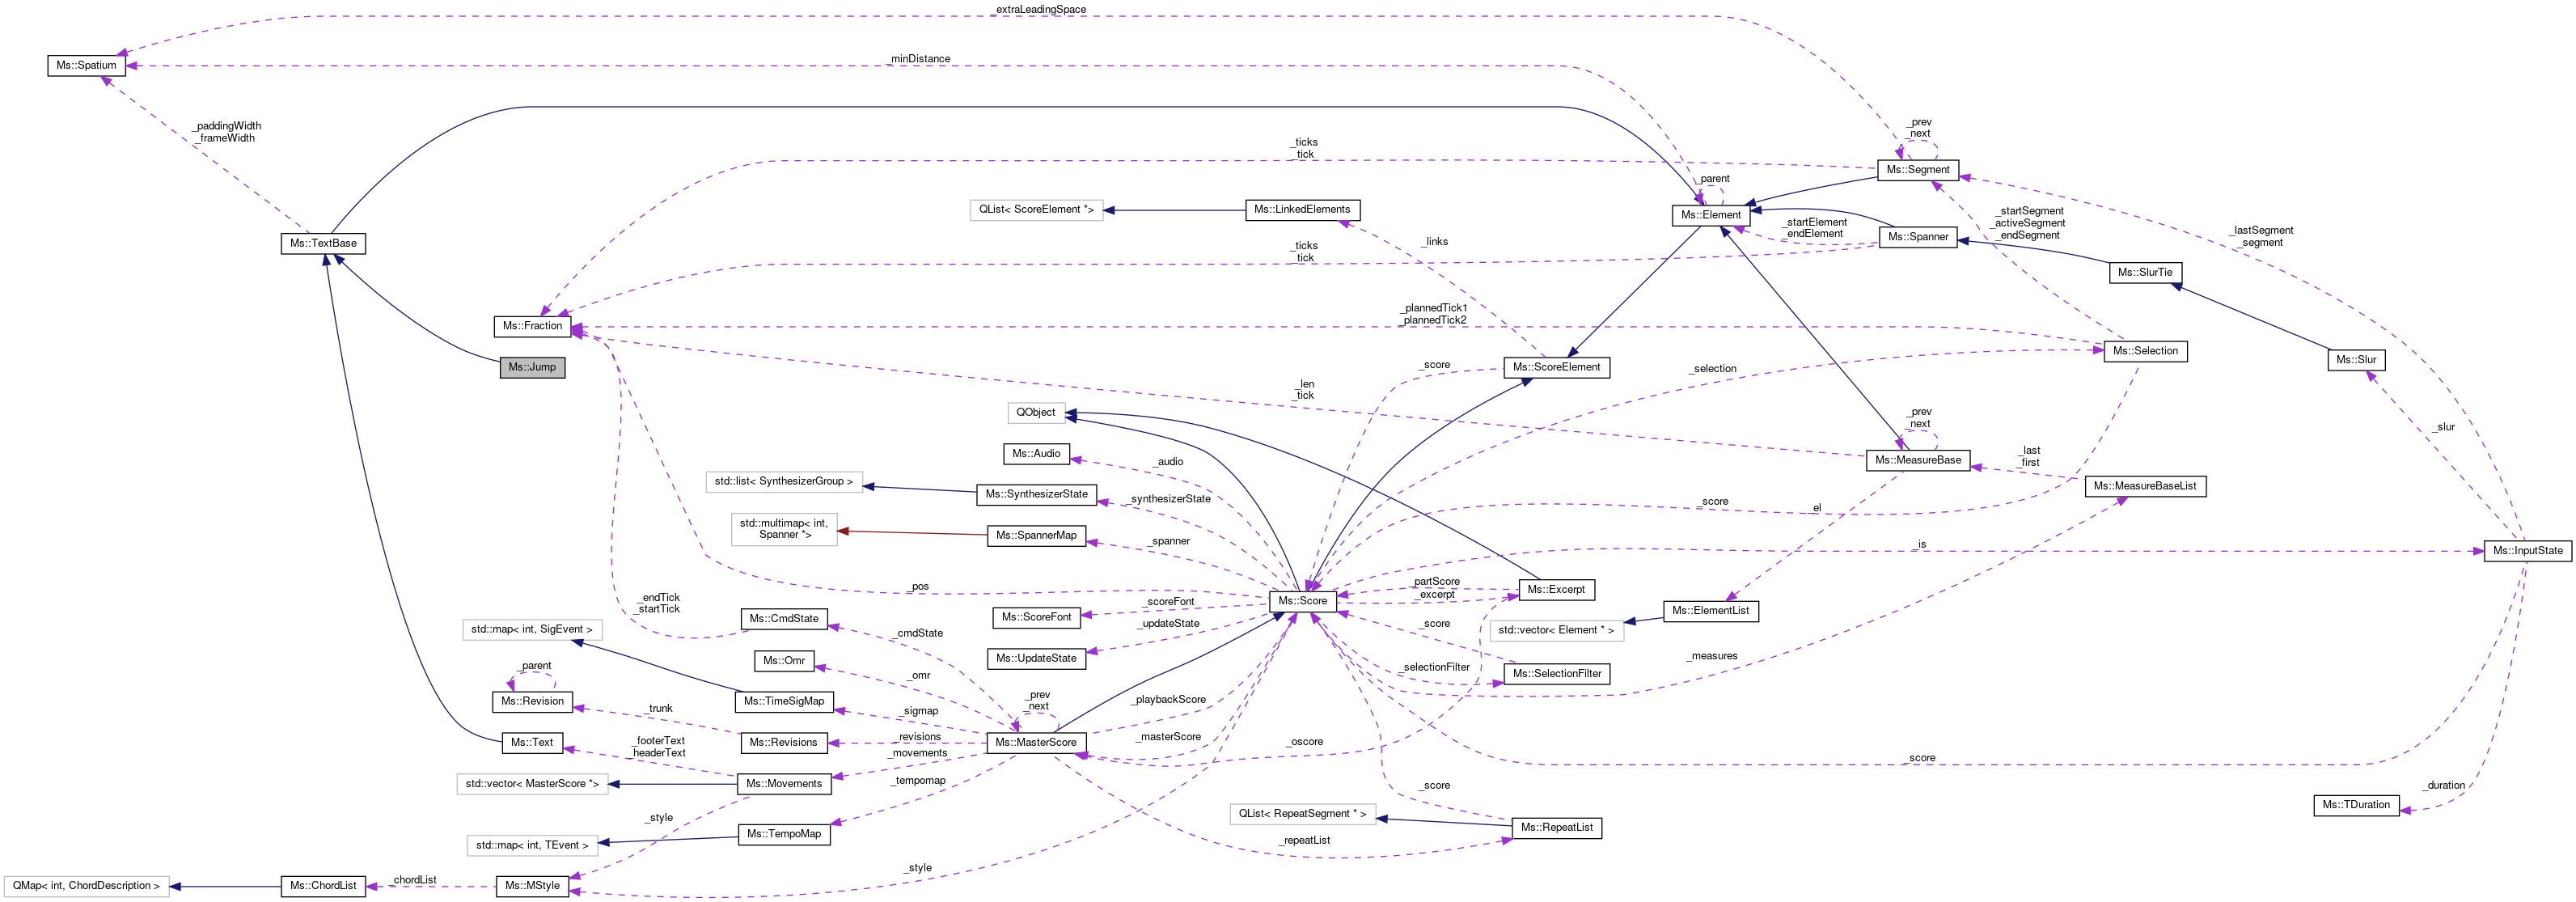 _extraLeadingSpace
Ms::Spatium
_minDistance
_paddingWidth
_frameWidth
_prev
_next
_ticks
_tick
Ms::Segment
_parent
QList< ScoreElement *>
Ms::LinkedElements
Ms::Element
_startSegment
_activeSegment
_endSegment
_startElement
_endElement
Ms::TextBase
_links
_ticks
_tick
Ms::Spanner
_lastSegment
_segment
Ms::SlurTie
_plannedTick1
_plannedTick2
Ms::Fraction
Ms::Jump
_score
Ms::ScoreElement
_selection
Ms::Selection
Ms::Slur
_len
_tick
QObject
_prev
_next
_slur
Ms::Audio
_audio
Ms::MeasureBase
_last
_first
std::list< SynthesizerGroup >
Ms::SynthesizerState
_synthesizerState
_score
_el
Ms::MeasureBaseList
std::multimap< int,
Spanner *>
Ms::SpannerMap
_spanner
_is
Ms::InputState
_pos
_partScore
_excerpt
Ms::Excerpt
_endTick
_startTick
Ms::Score
_scoreFont
Ms::ScoreFont
Ms::ElementList
Ms::CmdState
_cmdState
_updateState
_score
std::vector< Element * >
std::map< int, SigEvent >
Ms::Omr
_omr
Ms::UpdateState
_selectionFilter
Ms::SelectionFilter
_measures
_parent
Ms::Revision
_trunk
Ms::TimeSigMap
_sigmap
_prev
_next
_playbackScore
Ms::Text
_footerText
_headerText
Ms::Revisions
_revisions
Ms::MasterScore
_masterScore
_oscore
_score
std::vector< MasterScore *>
Ms::Movements
_movements
_tempomap
_score
_duration
Ms::TDuration
_style
QList< RepeatSegment * >
Ms::RepeatList
std::map< int, TEvent >
Ms::TempoMap
_repeatList
QMap< int, ChordDescription >
Ms::ChordList
_chordList
Ms::MStyle
_style